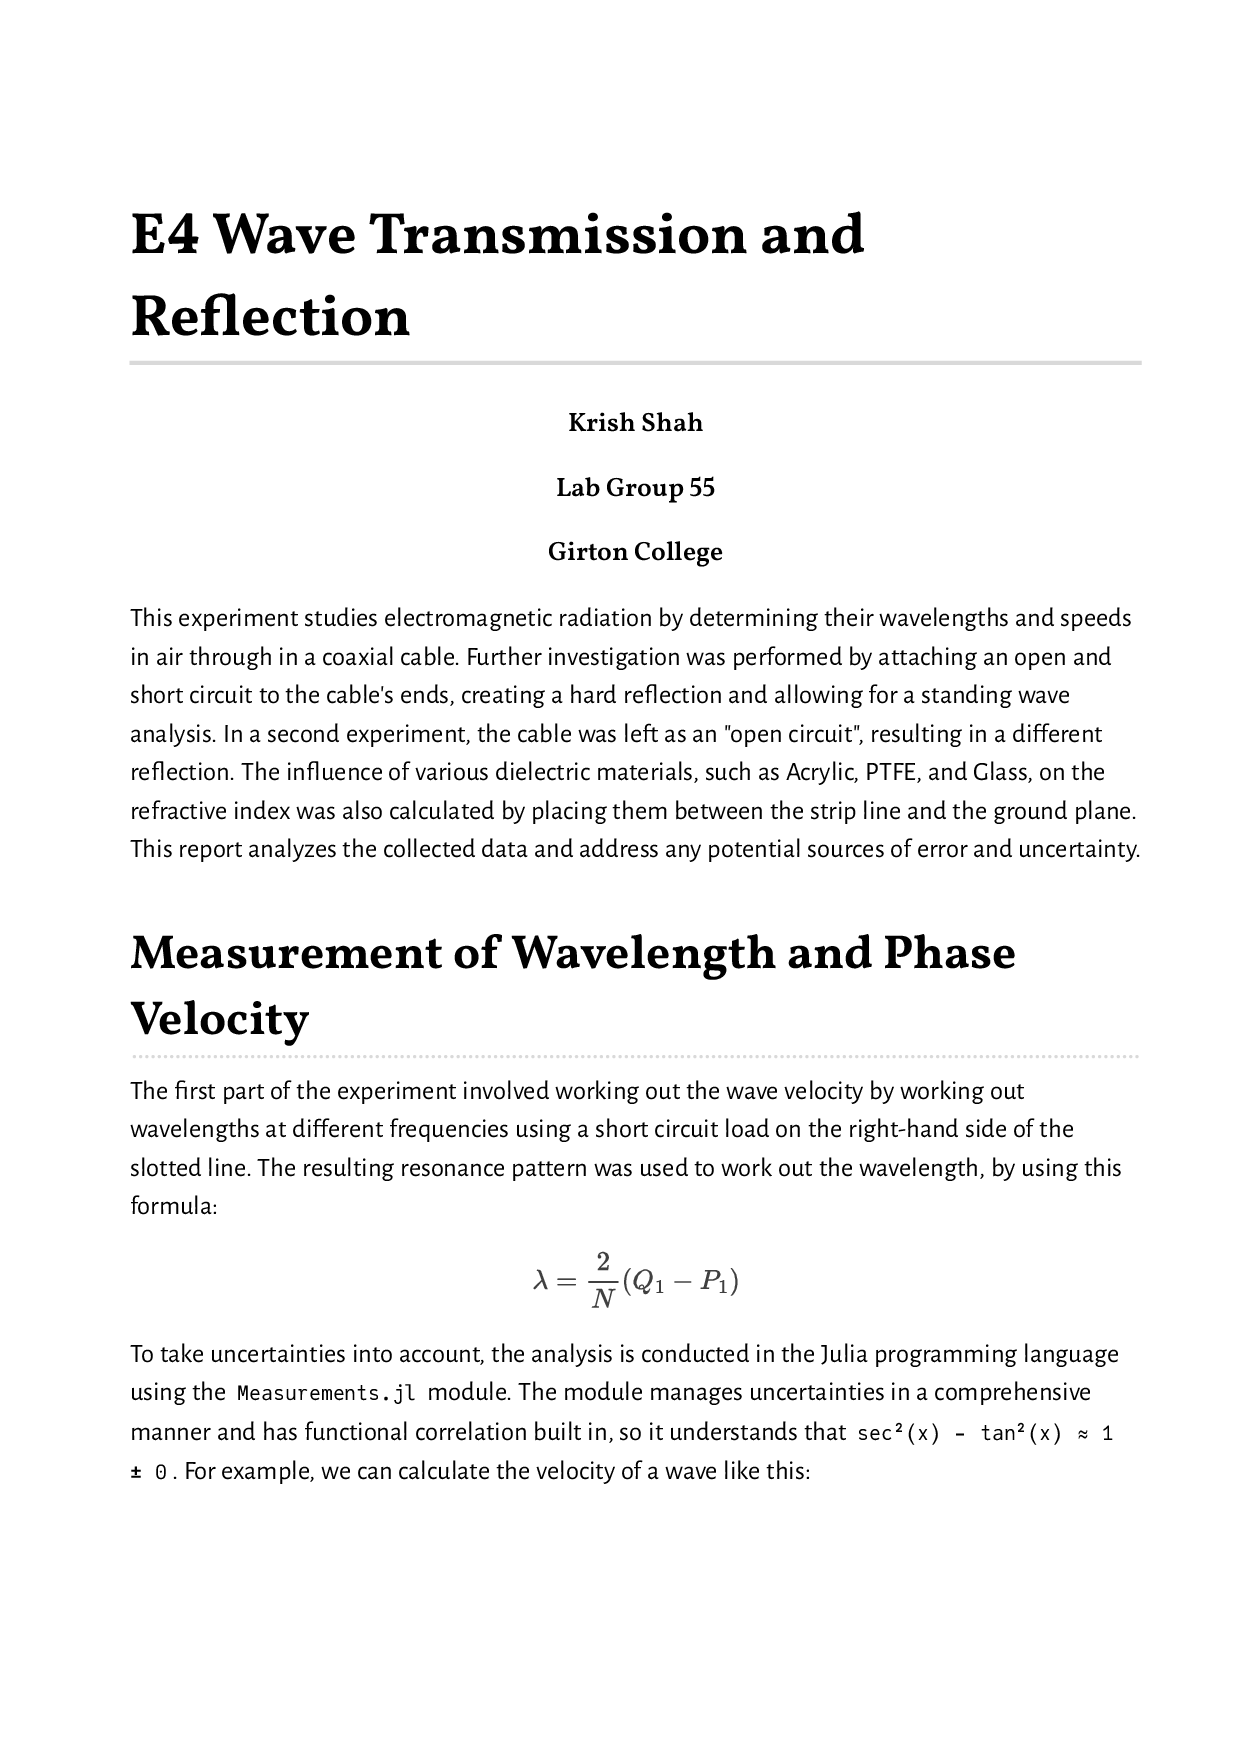 E4 Wave Transmission and
Reflection
Krish Shah
Lab Group 55
Girton College
This experiment studies electromagnetic radiation by determining their wavelengths and speeds
in air through in a coaxial cable. Further investigation was performed by attaching an open and
short circuit to the cable's ends, creating a hard reflection and allowing for a standing wave
analysis. In a second experiment, the cable was left as an "open circuit", resulting in a different
reflection. The influence of various dielectric materials, such as Acrylic, PTFE, and Glass, on the
refractive index was also calculated by placing them between the strip line and the ground plane.
This report analyzes the collected data and address any potential sources of error and uncertainty.
Measurement of Wavelength and Phase
Velocity
The first part of the experiment involved working out the wave velocity by working out
wavelengths at different frequencies using a short circuit load on the right-hand side of the
slotted line. The resulting resonance pattern was used to work out the wavelength, by using this
formula:
λ = 2/N (Q₁ − P₁)
To take uncertainties into account, the analysis is conducted in the Julia programming language
using the Measurements.jl module. The module manages uncertainties in a comprehensive
manner and has functional correlation built in, so it understands that sec²(x) - tan²(x) ≈ 1
± 0. For example, we can calculate the velocity of a wave like this: